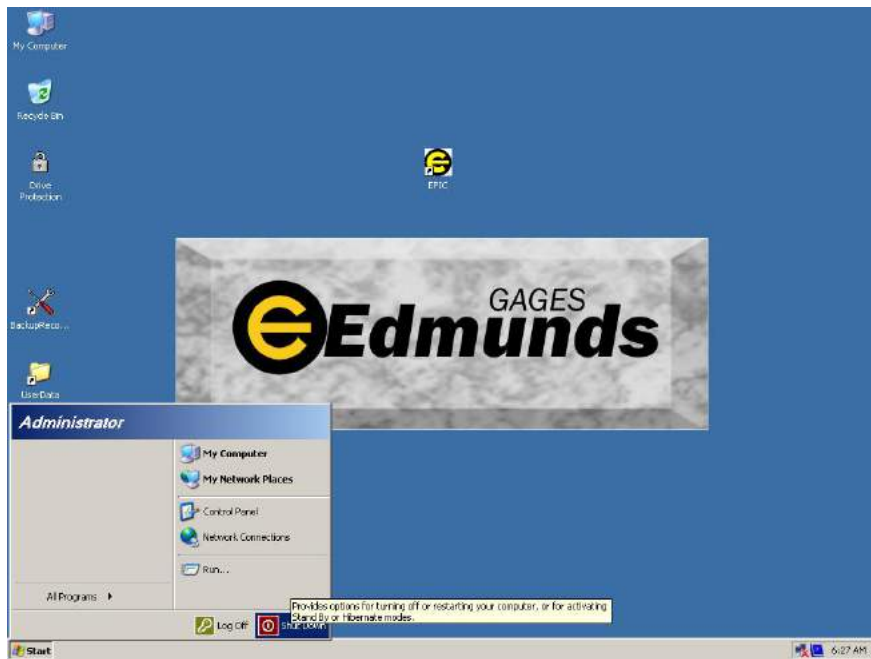 My Computer
Recycle Bin
Drive
Protection
EPIC
BackupReco...
UserData
GAGES
Edmunds
Administrator
My Computer
My Network Places
Control Panel
Network Connections
Run...
All Programs
Provides options for turning off or restarting your computer, or for activating
Stand By or Hibernate modes.
Log Off
Shut Down
Start
6:27 AM